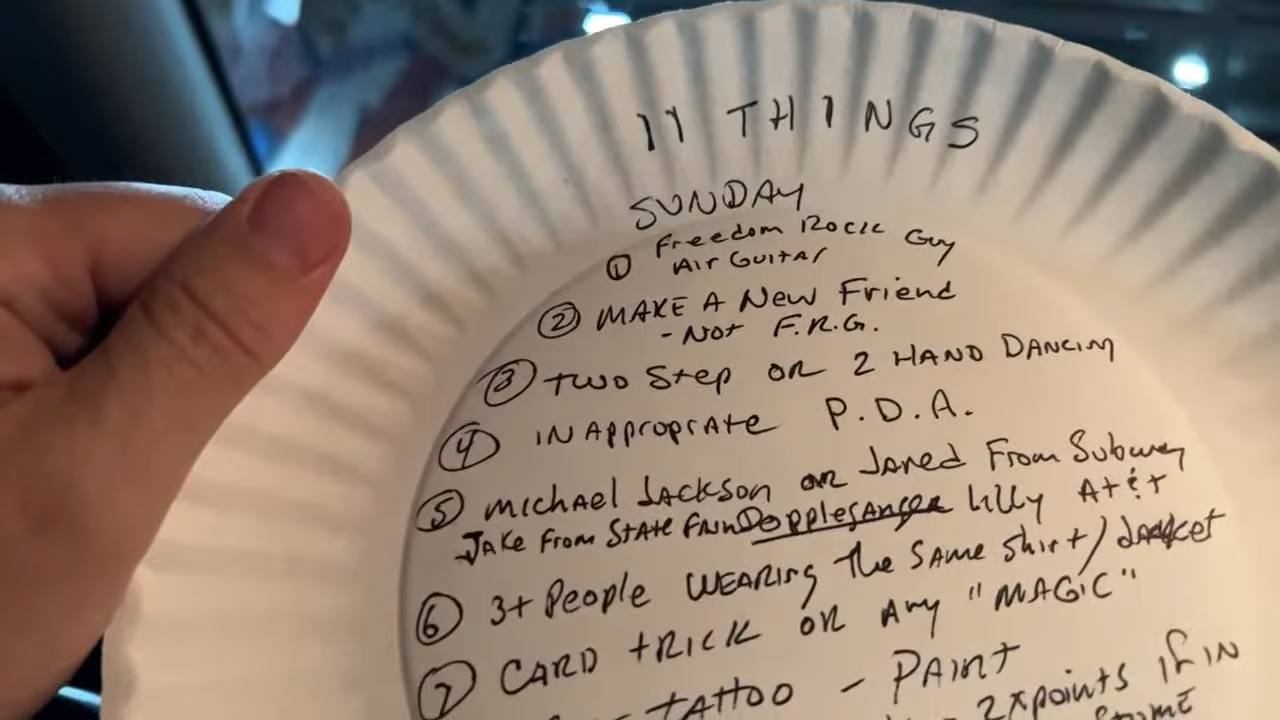 11 THINGS
SUNDAY
① Freedom Rock Guy
Air Guitar
② MAKE A New Friend
- Not F.R.G.
③ Two Step or 2 HAND DANCING
④ INAppropriate P.D.A.
⑤ Michael Jackson or Jared From Subway
Jake From State Farm Dopplesanger Lilly At&t
⑥ 3+ People WEARING The SAME Shirt/Jacket
⑦ CARD tRICK OR Any "MAGIC"
TATTOO - PAINT
2x points if in